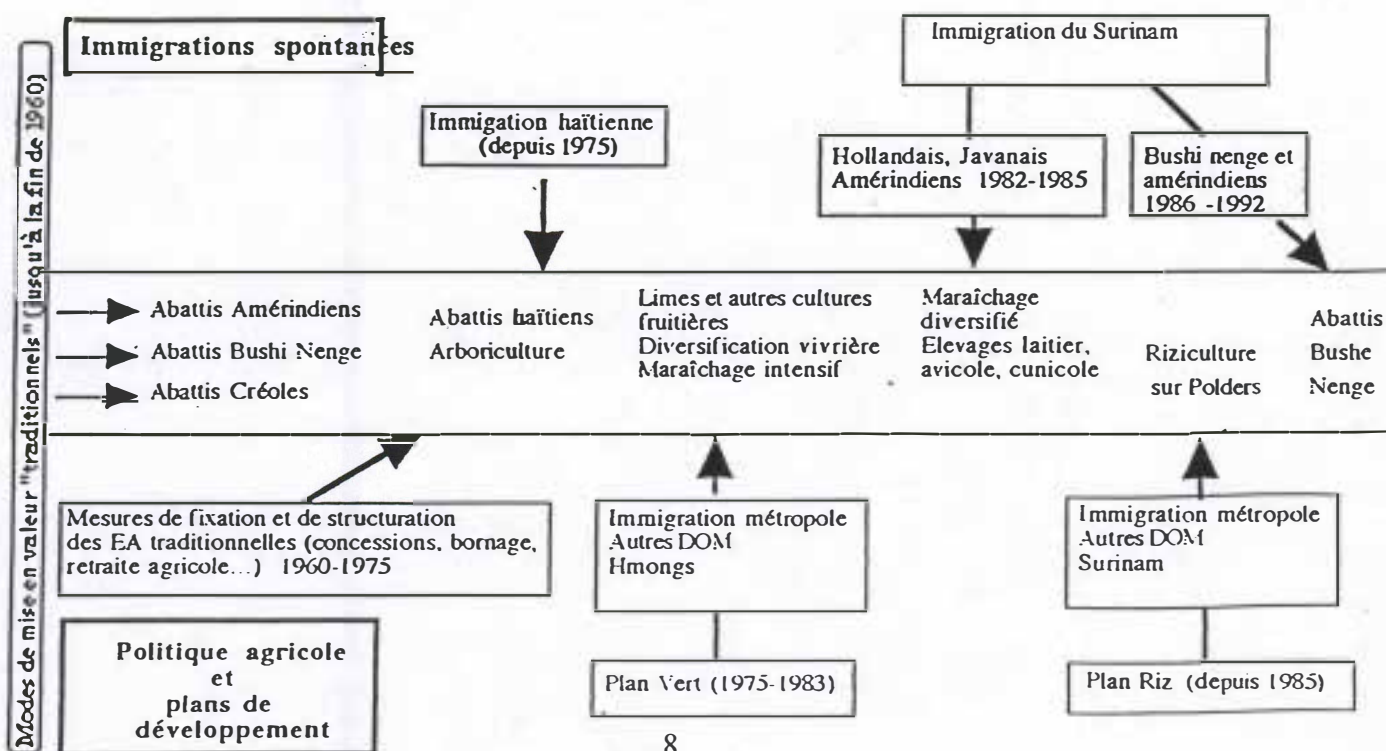 Modes de mise en valeur "traditionnels" (jusqu'à la fin de 1960)
Immigrations spontanées
Immigration du Surinam
Immigation haïtienne
(depuis 1975)
Hollandais, Javanais
Amérindiens 1982-1985
Bushi nenge et
amérindiens
1986 -1992
Abattis Amérindiens
Abattis Bushi Nenge
Abattis Créoles
Abattis haïtiens
Arboriculture
Limes et autres cultures
fruitières
Diversification vivrière
Maraîchage intensif
Maraîchage
diversifié
Elevages laitier,
avicole, cunicole
Riziculture
sur Polders
Abattis
Bushe
Nenge
Mesures de fixation et de structuration
des EA traditionnelles (concessions, bornage,
retraite agricole...) 1960-1975
Immigration métropole
Autres DOM
Hmongs
Immigration métropole
Autres DOM
Surinam
Politique agricole
et
plans de
développement
Plan Vert (1975-1983)
Plan Riz (depuis 1985)
8